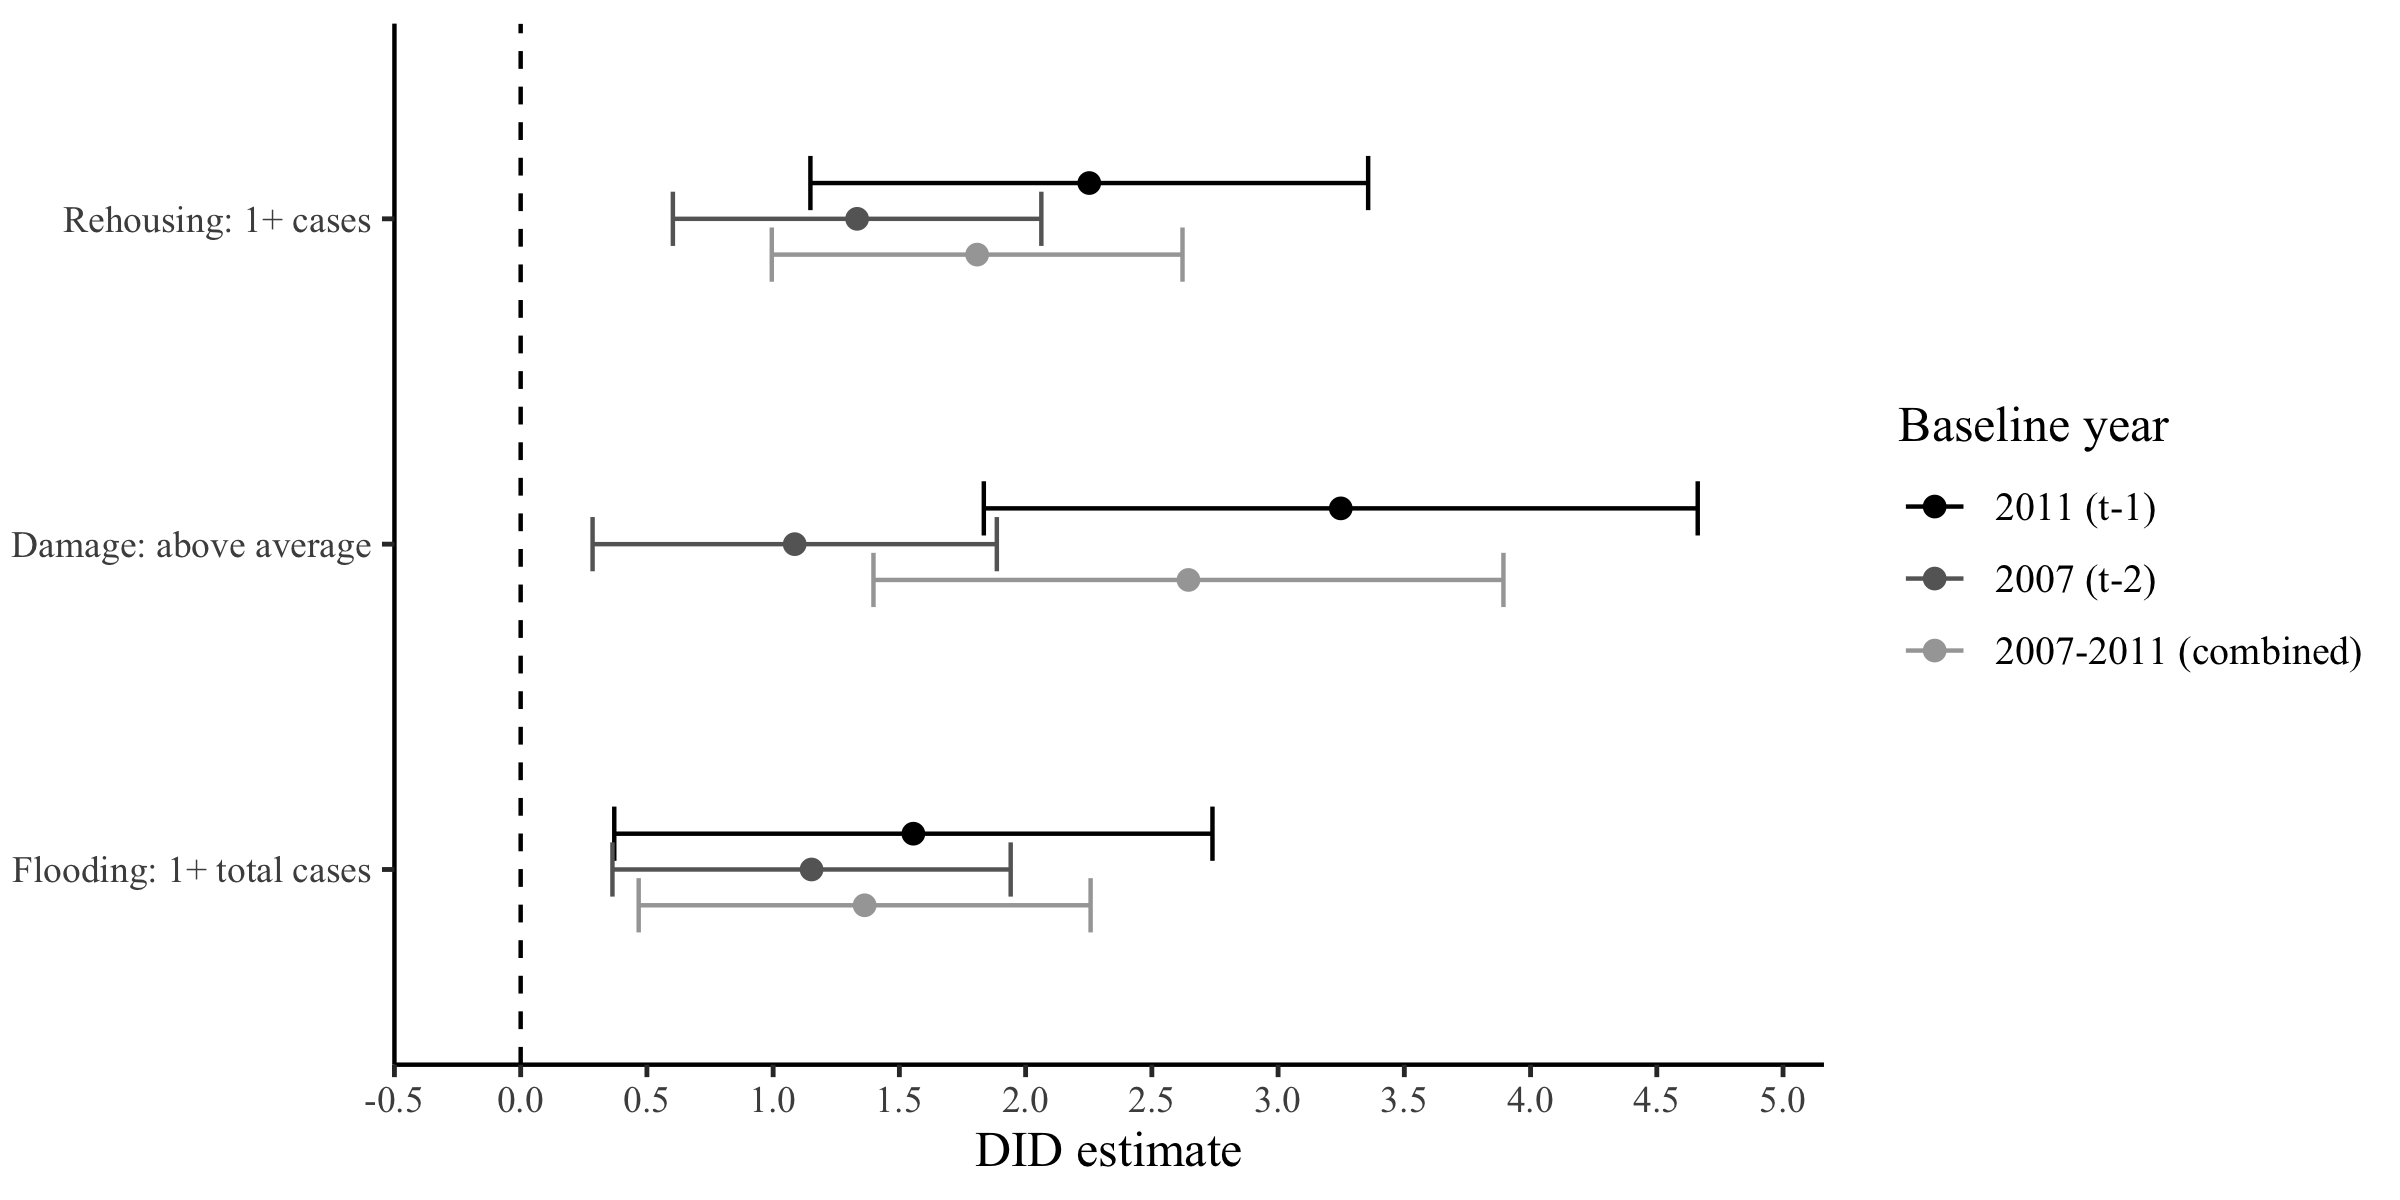 Rehousing: 1+ cases
Damage: above average
Flooding: 1+ total cases
-0.5 0.0 0.5 1.0 1.5 2.0 2.5 3.0 3.5 4.0 4.5 5.0
DID estimate
Baseline year
2011 (t-1)
2007 (t-2)
2007-2011 (combined)